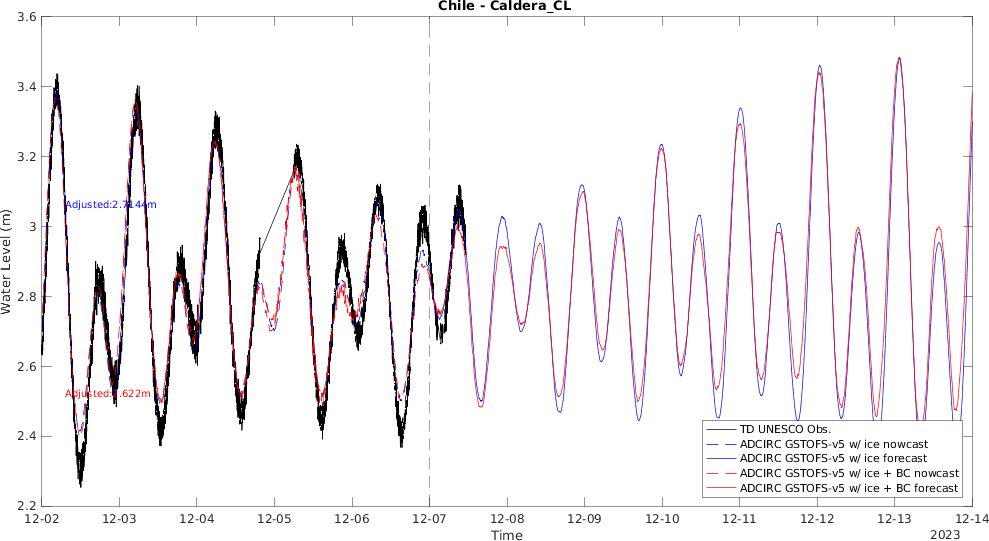 Chile - Caldera_CL
3.6
3.4
3.2
3
2.8
2.6
2.4
2.2
Water Level (m)
Adjusted:2.7144m
Adjusted:2.622m
TD UNESCO Obs.
ADCIRC GSTOFS-v5 w/ ice nowcast
ADCIRC GSTOFS-v5 w/ ice forecast
ADCIRC GSTOFS-v5 w/ ice + BC nowcast
ADCIRC GSTOFS-v5 w/ ice + BC forecast
12-02 12-03 12-04 12-05 12-06 12-07 12-08 12-09 12-10 12-11 12-12 12-13 12-14
Time
2023